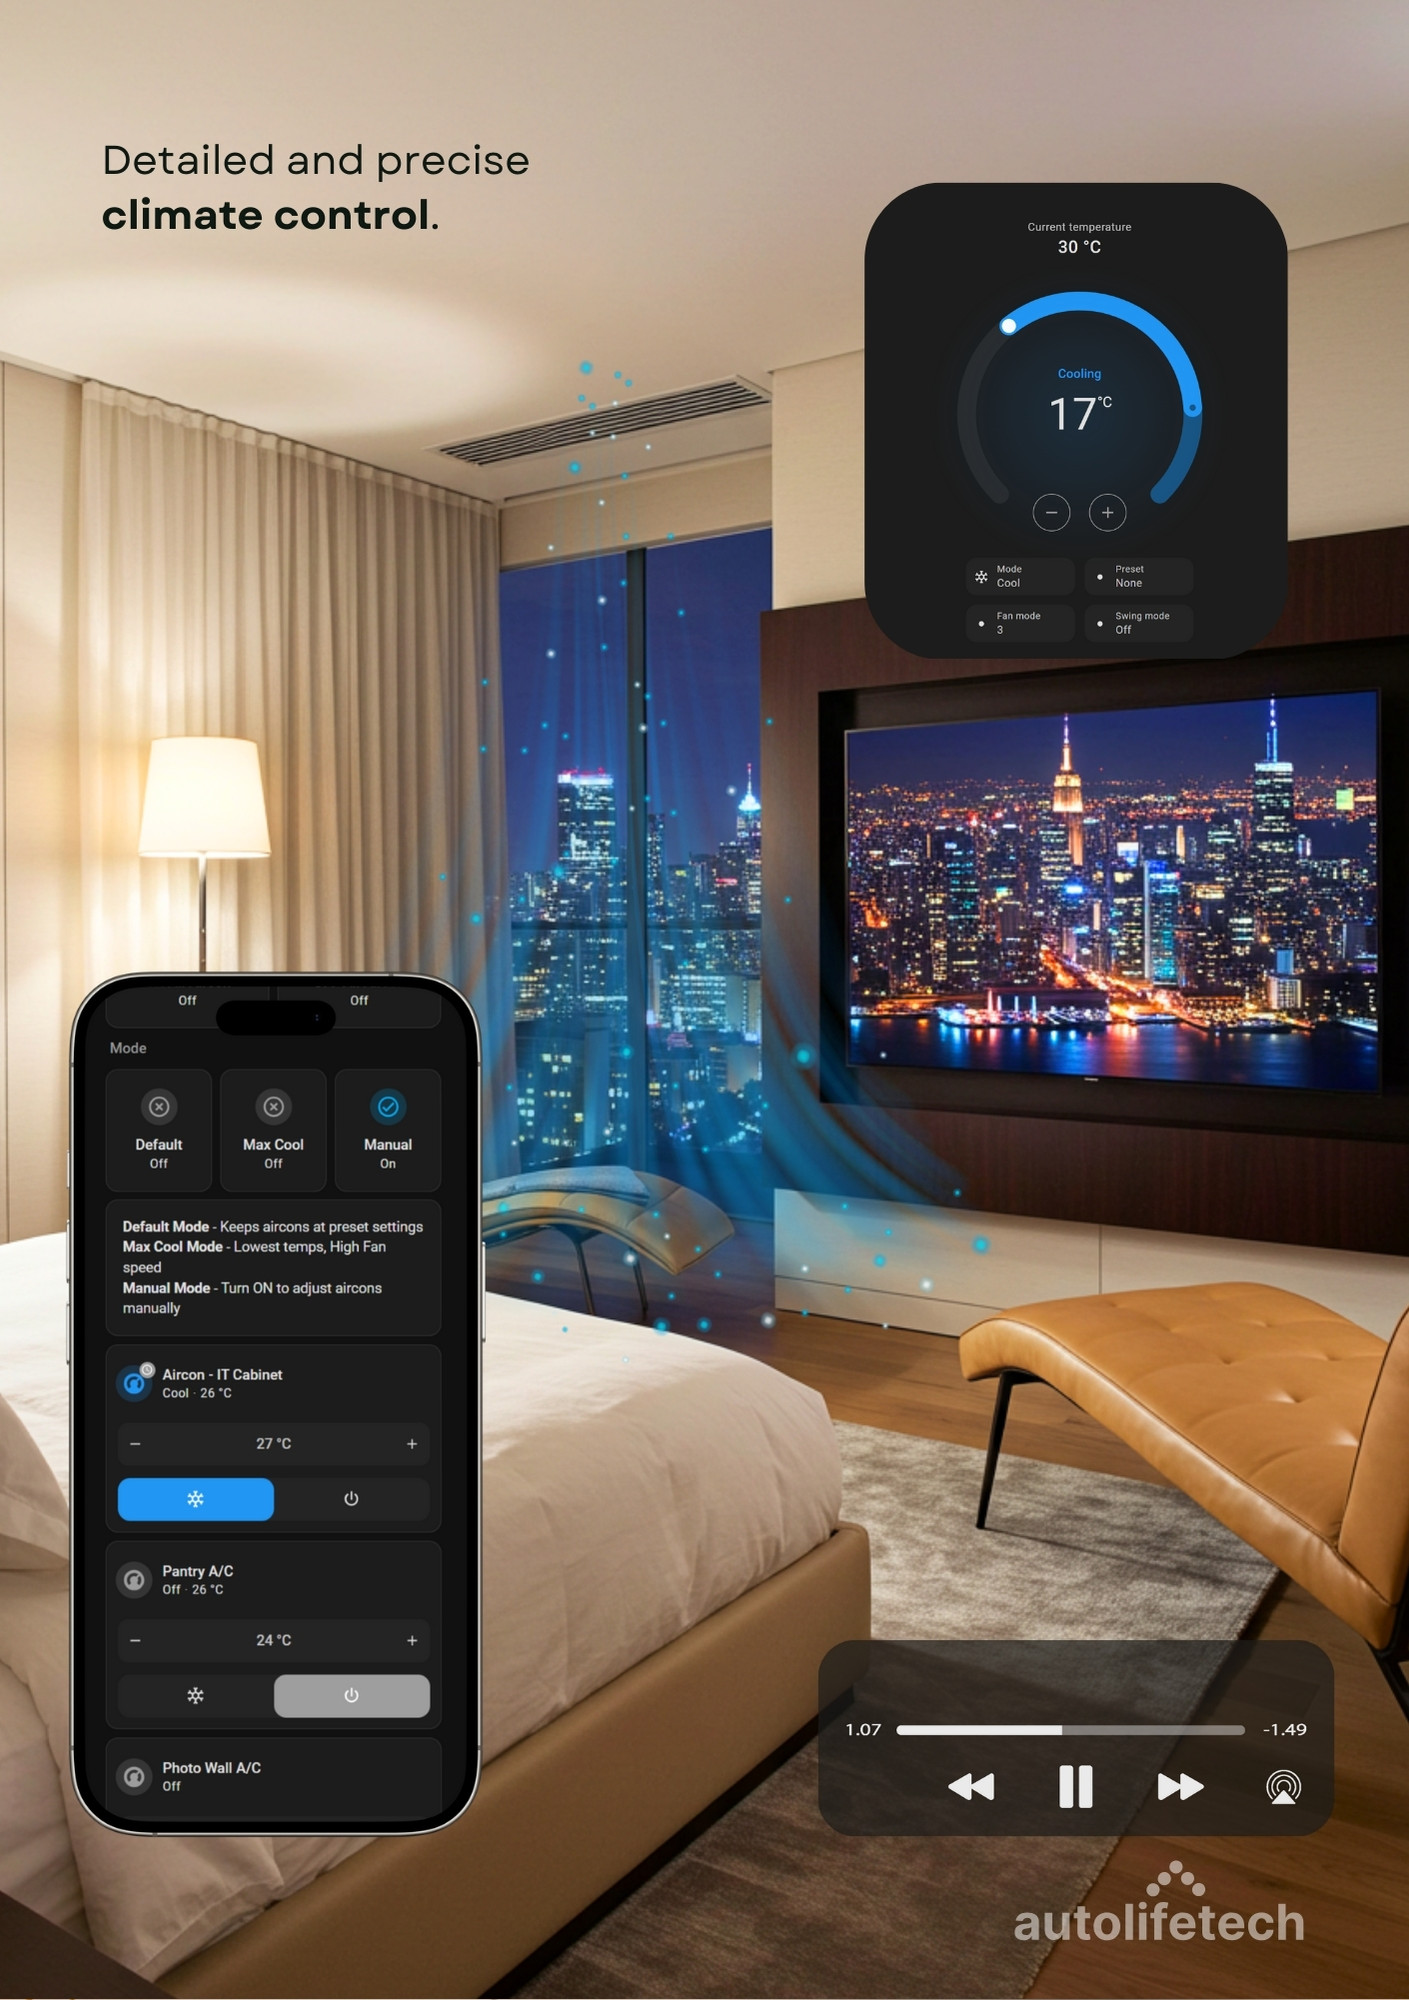 Detailed and precise
climate control.
Current temperature
30 °C
Cooling
17°C
Mode
Cool
Preset
None
Fan mode
3
Swing mode
Off
Off
Off
Mode
Default
Off
Max Cool
Off
Manual
On
Default Mode - Keeps aircons at preset settings
Max Cool Mode - Lowest temps, High Fan
speed
Manual Mode - Turn ON to adjust aircons
manually
Aircon - IT Cabinet
Cool · 26 °C
− 27 °C +
Pantry A/C
Off · 26 °C
− 24 °C +
Photo Wall A/C
Off
1.07
-1.49
autolifetech